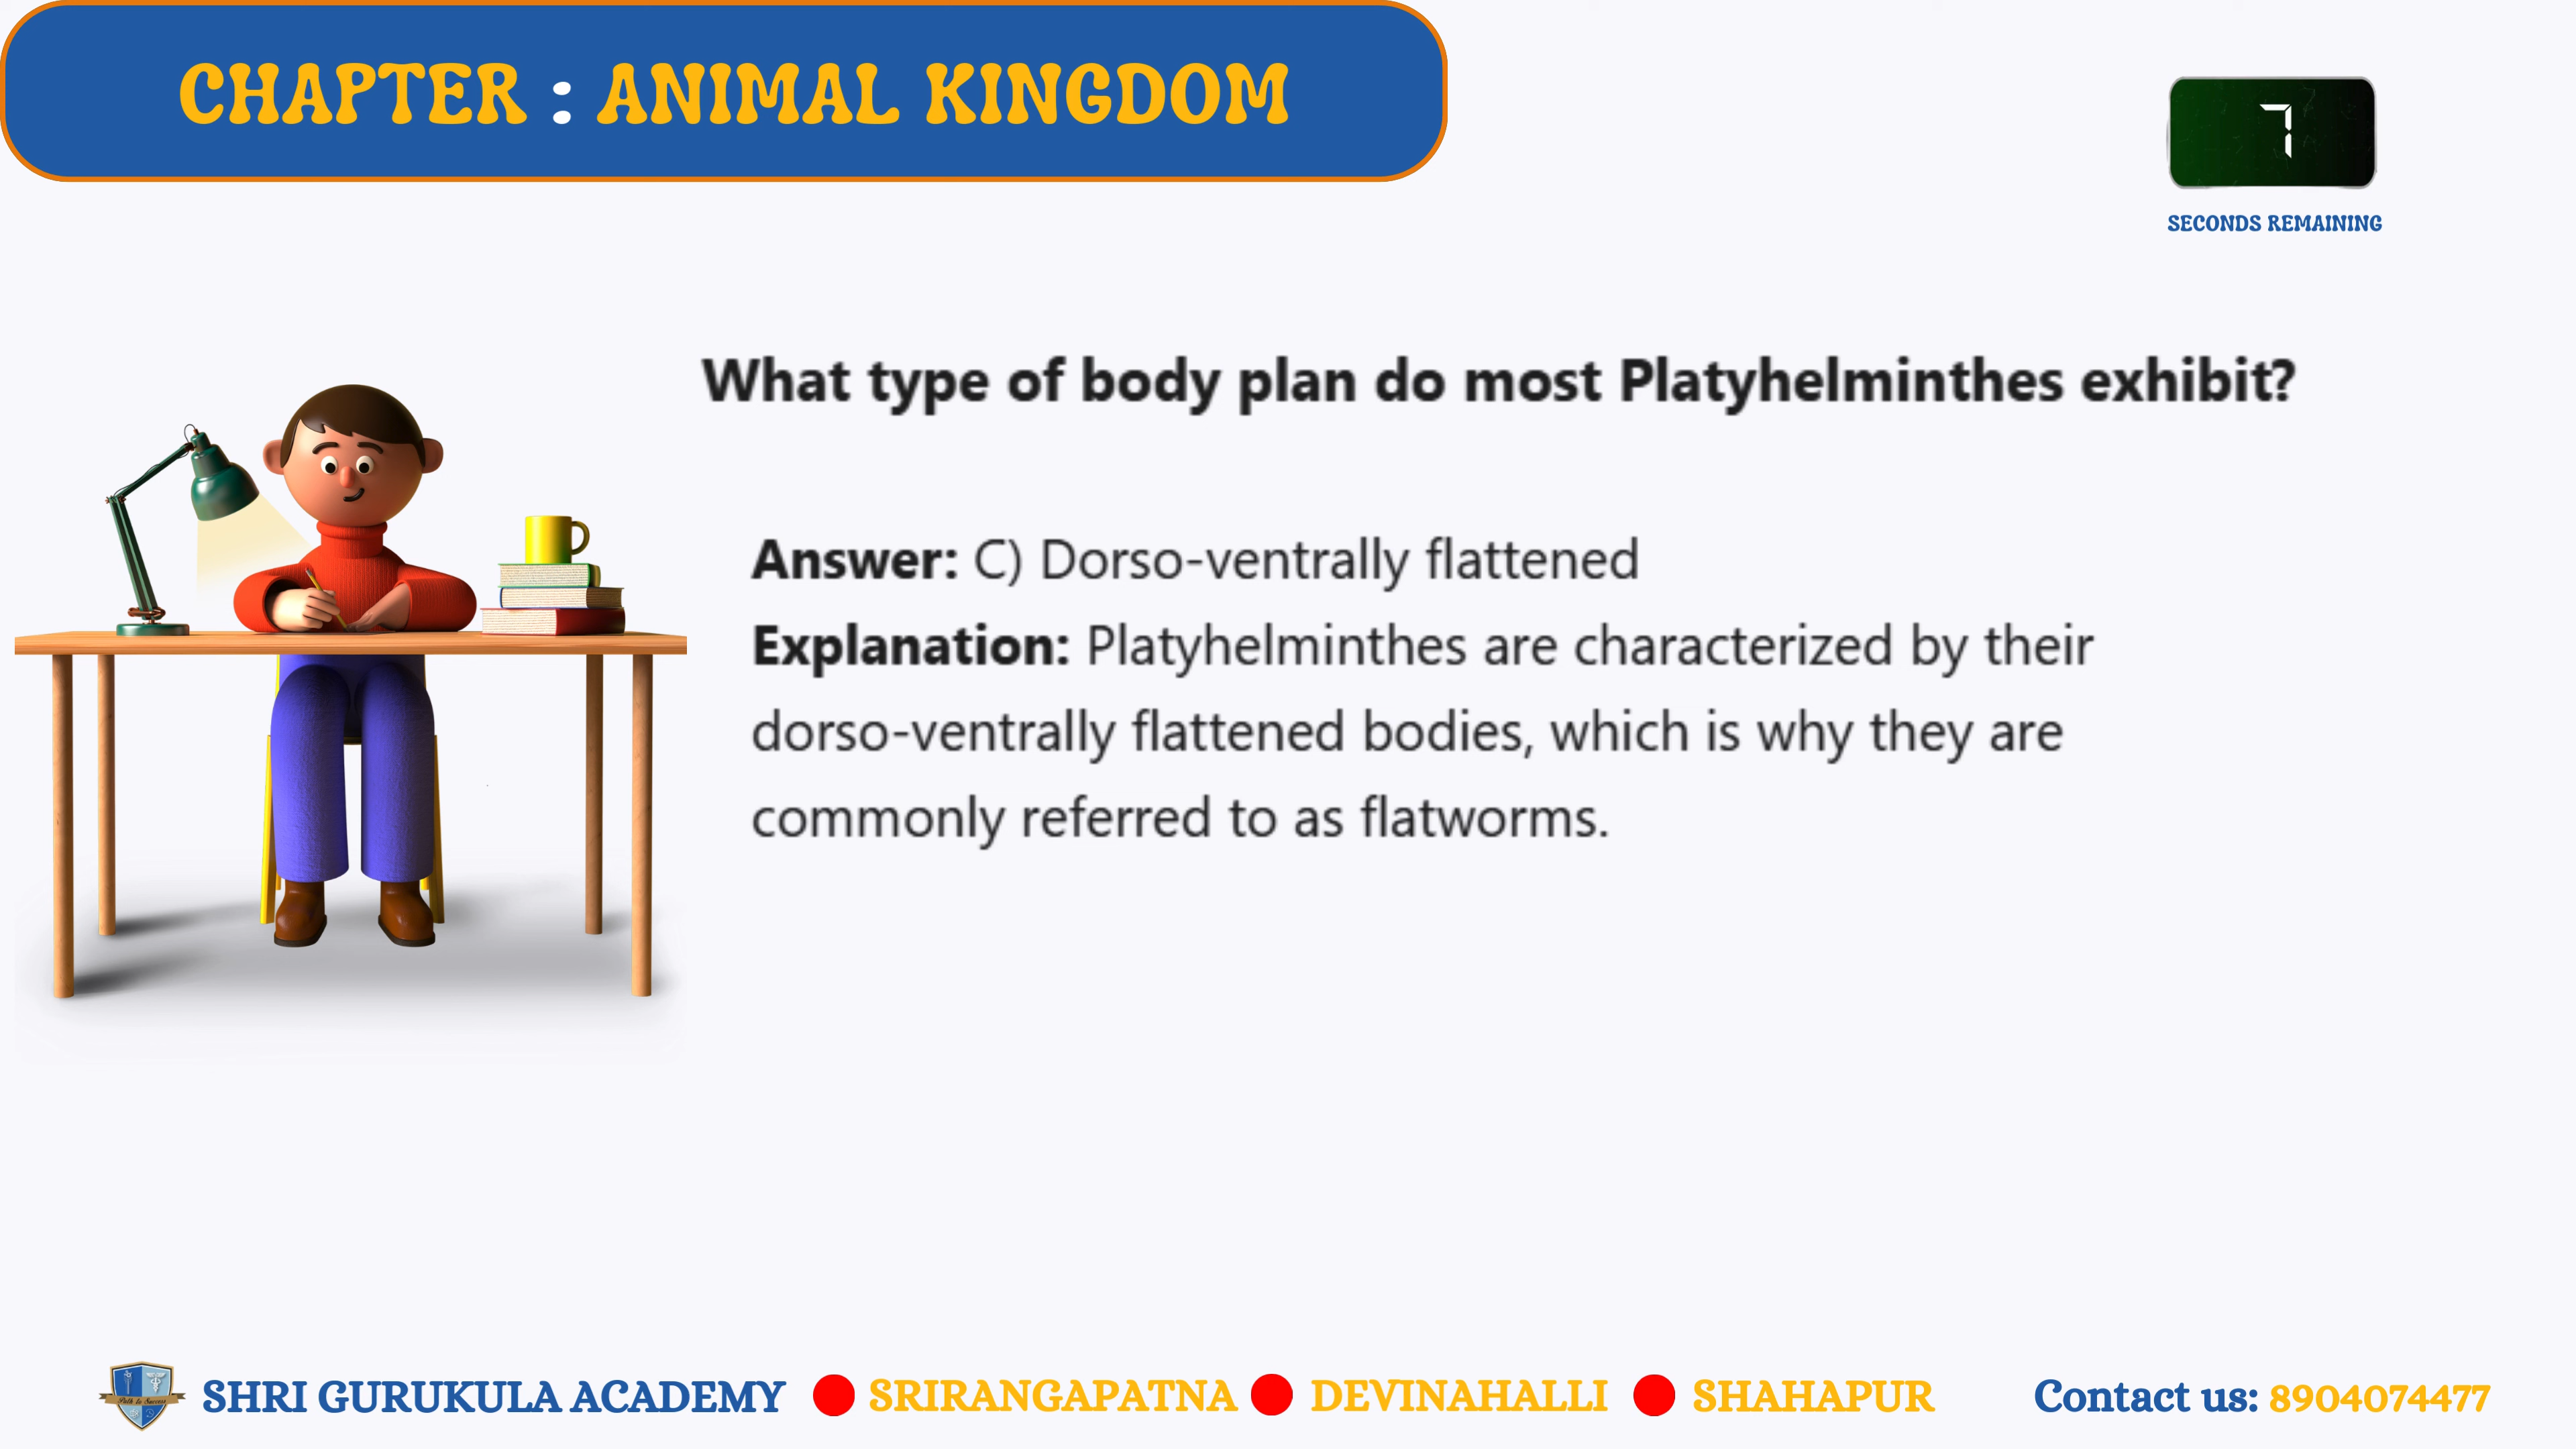 CHAPTER : ANIMAL KINGDOM
7
SECONDS REMAINING
What type of body plan do most Platyhelminthes exhibit?
Answer: C) Dorso-ventrally flattened
Explanation: Platyhelminthes are characterized by their
dorso-ventrally flattened bodies, which is why they are
commonly referred to as flatworms.
SHRI GURUKULA ACADEMY SRIRANGAPATNA DEVINAHALLI SHAHAPUR Contact us: 8904074477